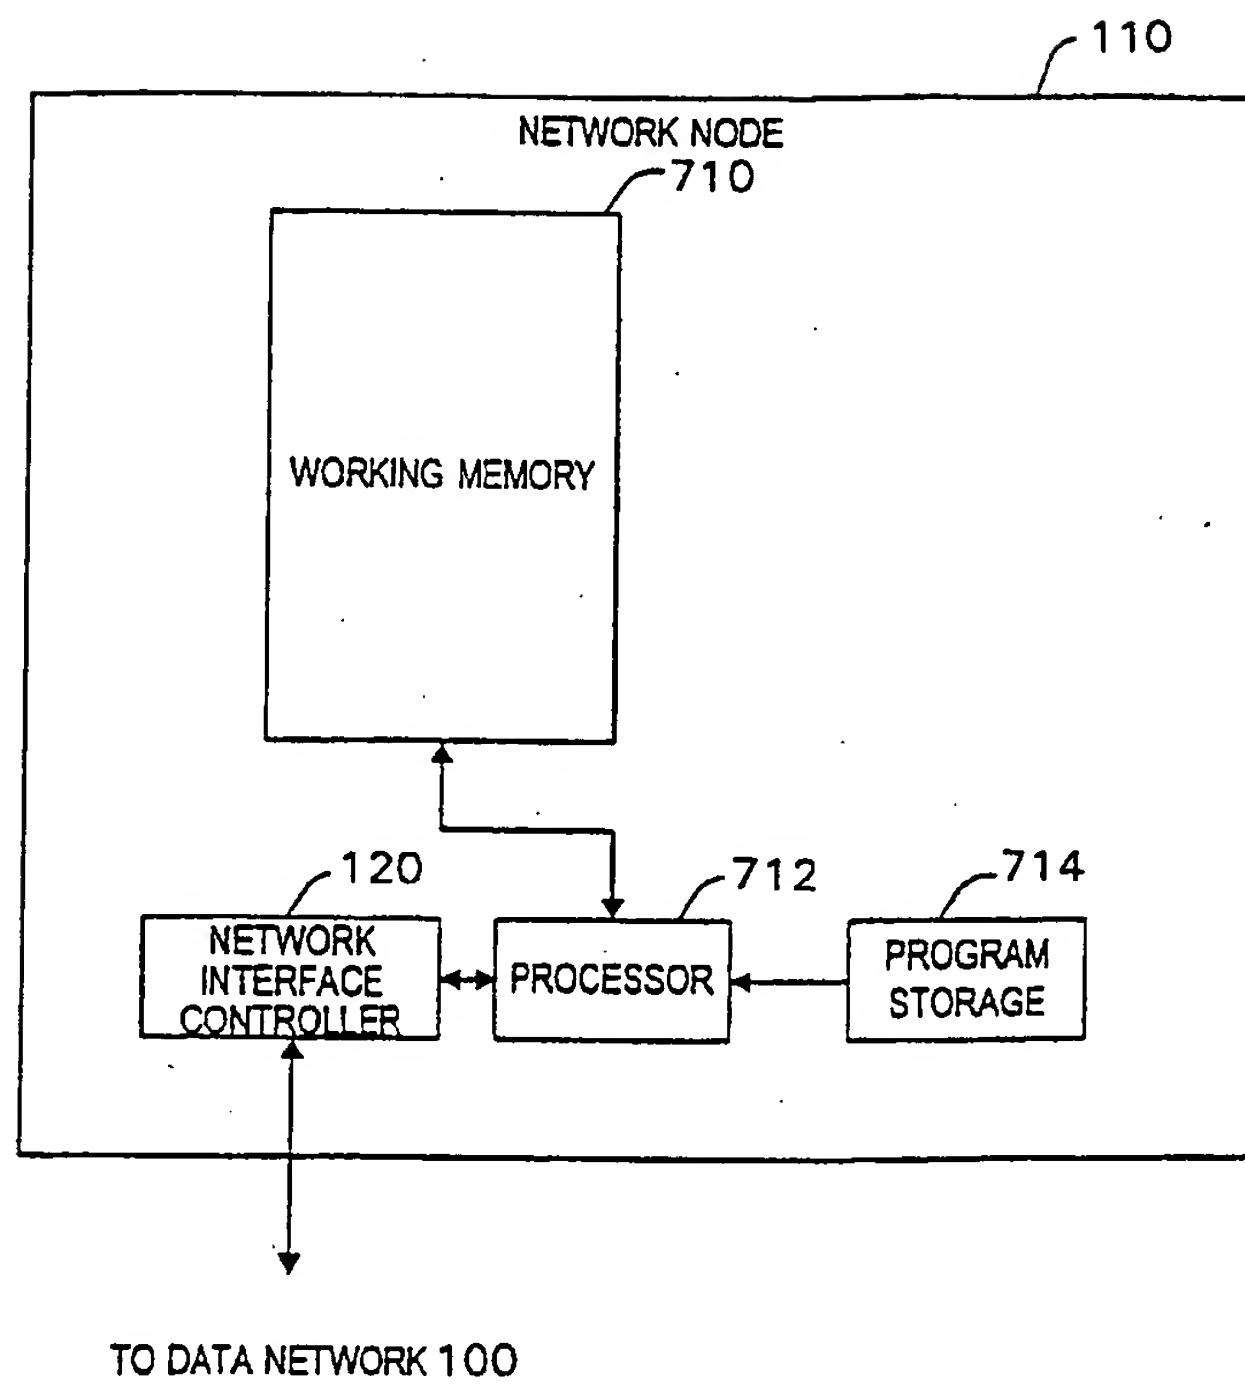 110
NETWORK NODE
710
WORKING MEMORY
120
712
714
NETWORK
INTERFACE
CONTROLLER
PROCESSOR
PROGRAM
STORAGE
TO DATA NETWORK 100